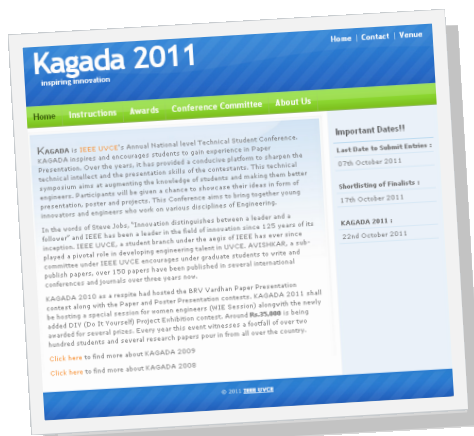 Kagada 2011
inspiring innovation
Home | Contact | Venue
Home Instructions Awards Conference Committee About Us
KAGADA is IEEE UVCE's Annual National level Technical Student Conference.
KAGADA inspires and encourages students to gain experience in Paper
Presentation. Over the years, it has provided a conducive platform to sharpen the
technical intellect and the presentation skills of the contestants. This technical
symposium aims at augmenting the knowledge of students and making them better
engineers. Participants will be given a chance to showcase their ideas in form of
presentation, poster and projects. This Conference aims to bring together young
innovators and engineers who work on various disciplines of Engineering.
In the words of Steve Jobs, "Innovation distinguishes between a leader and a
follower" and IEEE has been a leader in the field of innovation since 125 years of its
inception. IEEE UVCE, a student branch under the aegis of IEEE has ever since
played a pivotal role in developing engineering talent in UVCE. AVISHKAR, a sub-
committee under IEEE UVCE encourages under graduate students to write and
publish papers, over 150 papers have been published in several international
conferences and journals over three years now.
KAGADA 2010 as a respite had hosted the BRV Vardhan Paper Presentation
contest along with the Paper and Poster Presentation contests. KAGADA 2011 shall
be hosting a special session for women engineers (WIE Session) alongwith the newly
added DIY (Do It Yourself) Project Exhibition contest. Around Rs.35,000 is being
awarded for several prizes. Every year this event witnesses a footfall of over two
hundred students and several research papers pour in from all over the country.
Click here to find more about KAGADA 2009
Click here to find more about KAGADA 2008
Important Dates!!
Last Date to Submit Entries :
07th October 2011
Shortlisting of Finalists :
17th October 2011
KAGADA 2011 :
22nd October 2011
© 2011 IEEE UVCE